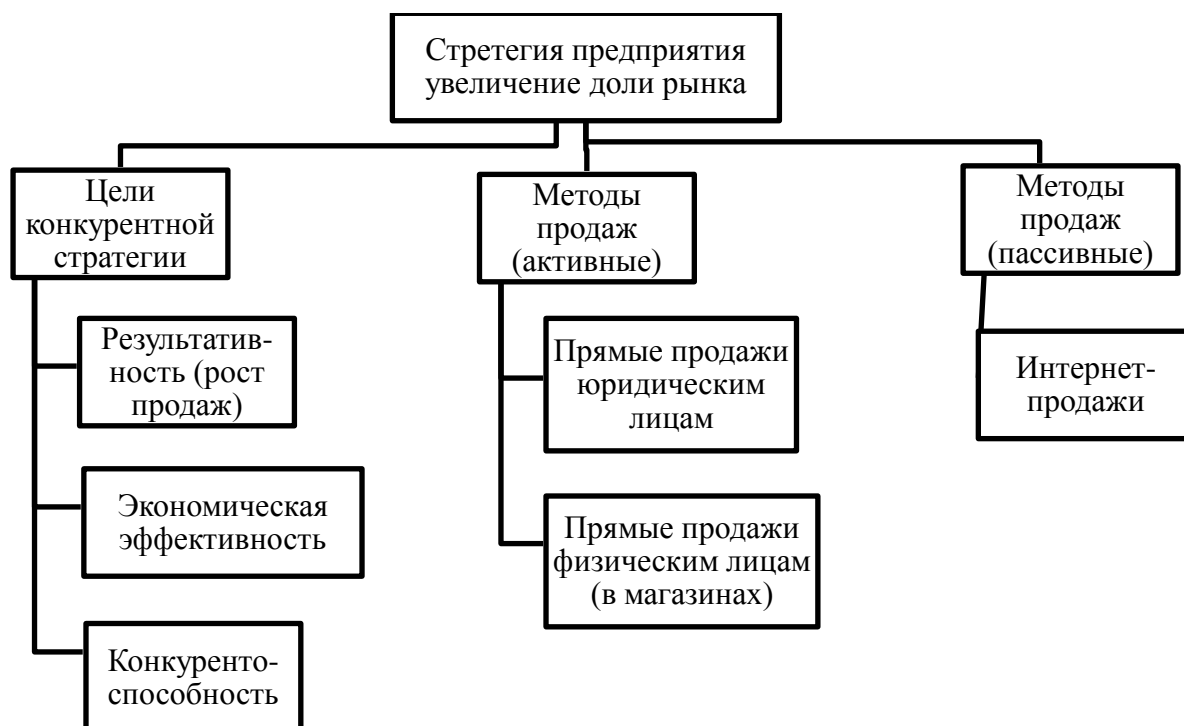 Стретегия предприятия
увеличение доли рынка
Цели
конкурентной
стратегии
Результатив-
ность (рост
продаж)
Экономическая
эффективность
Конкуренто-
способность
Методы
продаж
(активные)
Прямые продажи
юридическим
лицам
Прямые продажи
физическим лицам
(в магазинах)
Методы
продаж
(пассивные)
Интернет-
продажи